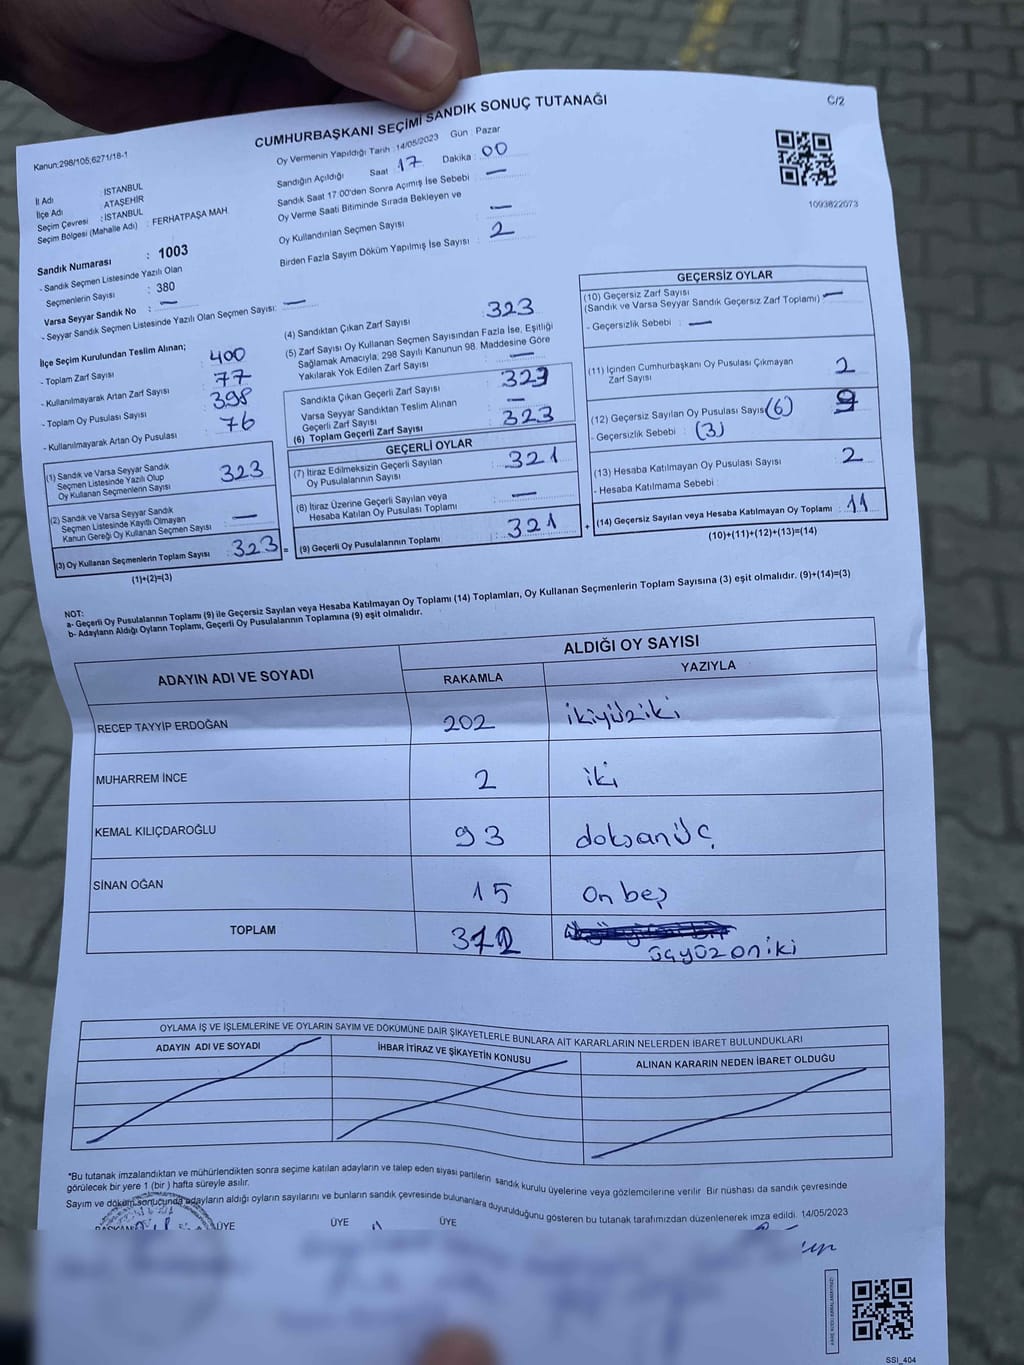 CUMHURBAŞKANI SEÇİMİ SANDIK SONUÇ TUTANAĞI
C/2
Kanun:298/105,6271/18-1
İl Adı : İSTANBUL
İlçe Adı : ATAŞEHİR
Seçim Çevresi : İSTANBUL
Seçim Bölgesi (Mahalle Adı) : FERHATPAŞA MAH
Sandık Numarası : 1003
- Sandık Seçmen Listesinde Yazılı Olan
Seçmenlerin Sayısı : 380
Varsa Seyyar Sandık No : —
- Seyyar Sandık Seçmen Listesinde Yazılı Olan Seçmen Sayısı: —
Oy Vermenin Yapıldığı Tarih : 14/05/2023 Gün : Pazar
Sandığın Açıldığı Saat : 17 Dakika : 00
Sandık Saat 17.00'den Sonra Açımış İse Sebebi : —
Oy Verme Saati Bitiminde Sırada Bekleyen ve
Oy Kullandırılan Seçmen Sayısı : —
Birden Fazla Sayım Döküm Yapılmış İse Sayısı : 2
1093822073
İlçe Seçim Kurulundan Teslim Alınan;
- Toplam Zarf Sayısı : 400
- Kullanılmayarak Artan Zarf Sayısı : 77
- Toplam Oy Pusulası Sayısı : 398
- Kullanılmayarak Artan Oy Pusulası : 76
(1) Sandık ve Varsa Seyyar Sandık
Seçmen Listesinde Yazılı Olup
Oy Kullanan Seçmenlerin Sayısı : 323
(2) Sandık ve Varsa Seyyar Sandık
Seçmen Listesinde Kayıtlı Olmayan
Kanun Gereği Oy Kullanan Seçmen Sayısı : —
(3) Oy Kullanan Seçmenlerin Toplam Sayısı : 323 =
(1)+(2)=(3)
(4) Sandıktan Çıkan Zarf Sayısı : 323
(5) Zarf Sayısı Oy Kullanan Seçmen Sayısından Fazla İse, Eşitliği
Sağlamak Amacıyla, 298 Sayılı Kanunun 98. Maddesine Göre
Yakılarak Yok Edilen Zarf Sayısı : —
Sandıkta Çıkan Geçerli Zarf Sayısı : 323
Varsa Seyyar Sandıktan Teslim Alınan
Geçerli Zarf Sayısı : —
(6) Toplam Geçerli Zarf Sayısı : 323
GEÇERLİ OYLAR
(7) İtiraz Edilmeksizin Geçerli Sayılan
Oy Pusulalarının Sayısı : 321
(8) İtiraz Üzerine Geçerli Sayılan veya
Hesaba Katılan Oy Pusulası Toplamı : —
(9) Geçerli Oy Pusulalarının Toplamı : 321 +
GEÇERSİZ OYLAR
(10) Geçersiz Zarf Sayısı : —
(Sandık ve Varsa Seyyar Sandık Geçersiz Zarf Toplamı)
- Geçersizlik Sebebi : —
(11) İçinden Cumhurbaşkanı Oy Pusulası Çıkmayan
Zarf Sayısı : 2
(12) Geçersiz Sayılan Oy Pusulası Sayısı (6) 9
- Geçersizlik Sebebi : (3)
(13) Hesaba Katılmayan Oy Pusulası Sayısı : 2
- Hesaba Katılmama Sebebi :
(14) Geçersiz Sayılan veya Hesaba Katılmayan Oy Toplamı : 11
(10)+(11)+(12)+(13)=(14)
NOT:
a- Geçerli Oy Pusulalarının Toplamı (9) ile Geçersiz Sayılan veya Hesaba Katılmayan Oy Toplamı (14) Toplamları, Oy Kullanan Seçmenlerin Toplam Sayısına (3) eşit olmalıdır. (9)+(14)=(3)
b- Adayların Aldığı Oyların Toplamı, Geçerli Oy Pusulalarının Toplamına (9) eşit olmalıdır.
ADAYIN ADI VE SOYADI
ALDIĞI OY SAYISI
RAKAMLA YAZIYLA
RECEP TAYYİP ERDOĞAN 202 ikiyüziki
MUHARREM İNCE 2 iki
KEMAL KILIÇDAROĞLU 93 doksanüç
SİNAN OĞAN 15 onbeş
TOPLAM 312
üçyüzoniki
OYLAMA İŞ VE İŞLEMLERİNE VE OYLARIN SAYIM VE DÖKÜMÜNE DAİR ŞİKAYETLERLE BUNLARA AİT KARARLARIN NELERDEN İBARET BULUNDUKLARI
ADAYIN ADI VE SOYADI İHBAR İTİRAZ VE ŞİKAYETİN KONUSU ALINAN KARARIN NEDEN İBARET OLDUĞU
*Bu tutanak imzalandıktan ve mühürlendikten sonra seçime katılan adayların ve talep eden siyasi partilerin sandık kurulu üyelerine veya gözlemcilerine verilir. Bir nüshası da sandık çevresinde
görülecek bir yere 1 (bir ) hafta süreyle asılır.
Sayım ve döküm sonucunda adayların aldığı oyların sayılarını ve bunların sandık çevresinde bulunanlara duyurulduğunu gösteren bu tutanak tarafımızdan düzenlenerek imza edildi. 14/05/2023
BAŞKAN ÜYE ÜYE ÜYE
SSI_404